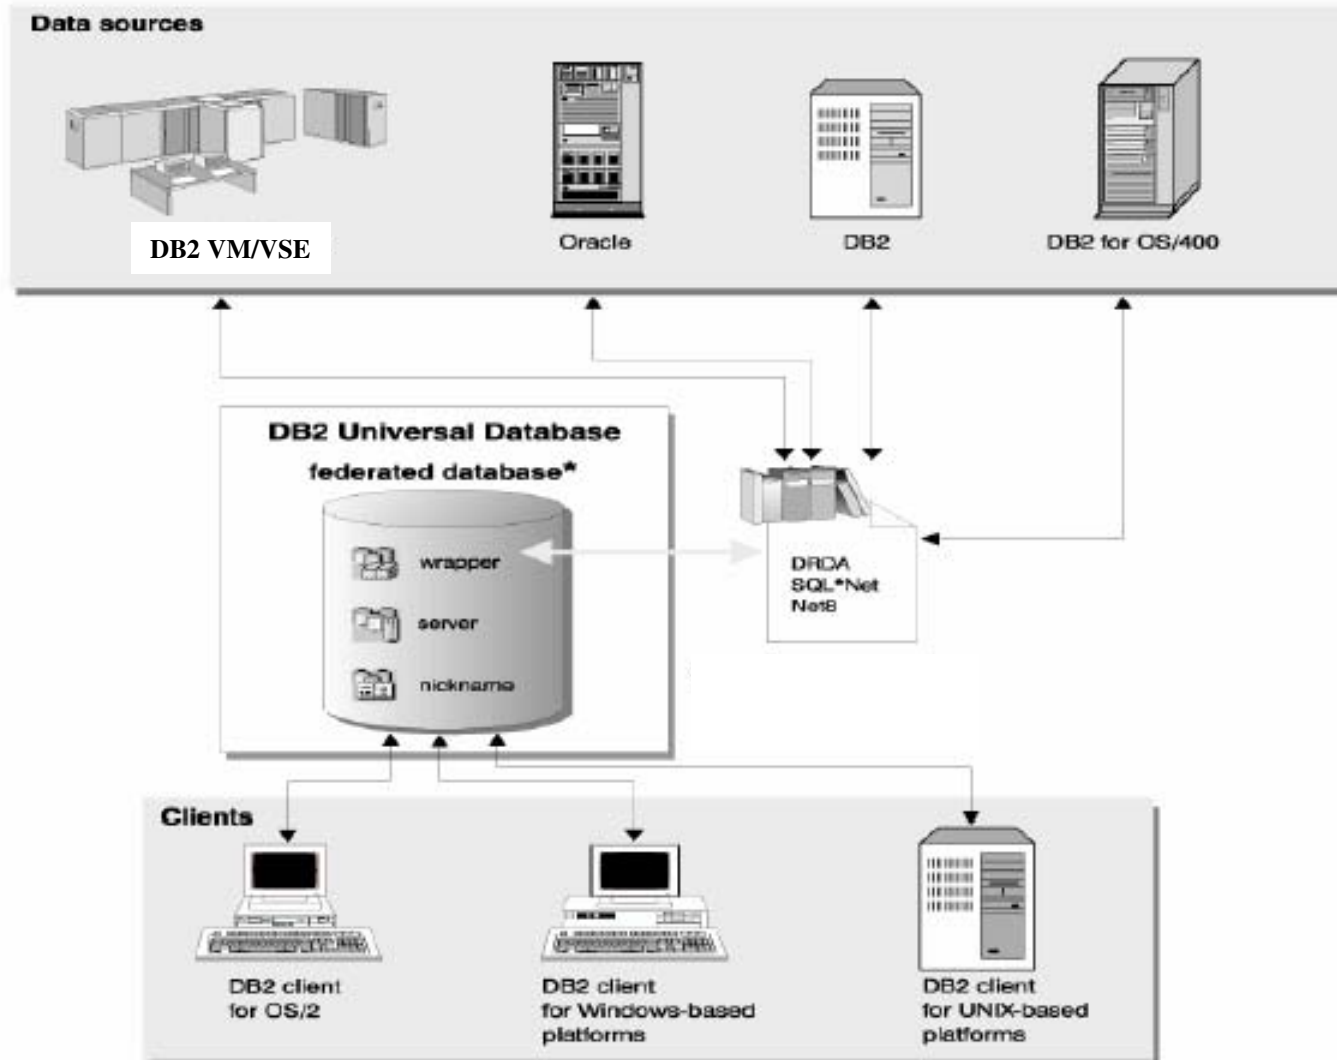 Data sources
DB2 VM/VSE
Oracle
DB2
DB2 for OS/400
DB2 Universal Database
federated database*
wrapper
server
nickname
DRDA
SQL*Net
Net8
Clients
DB2 client
for OS/2
DB2 client
for Windows-based
platforms
DB2 client
for UNIX-based
platforms